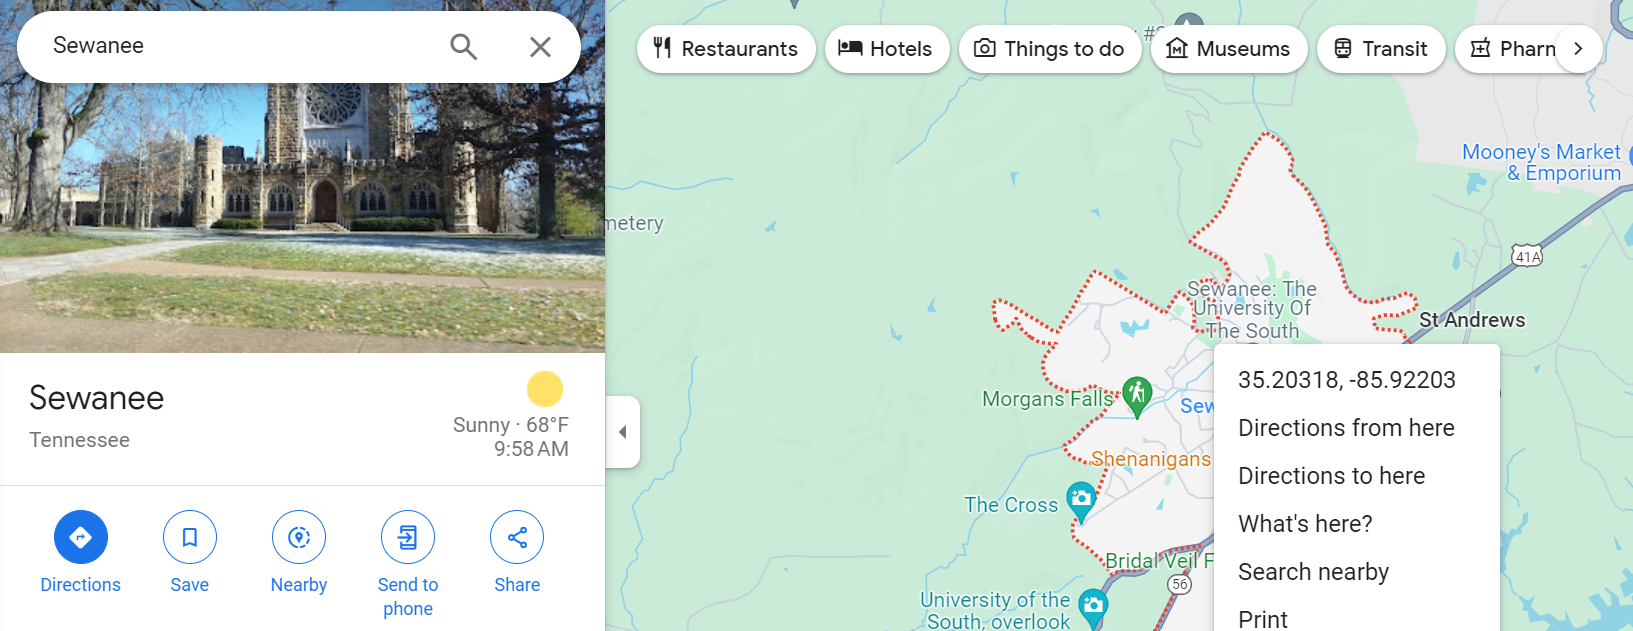 Sewanee
Restaurants
Hotels
Things to do
Museums
Transit
Pharm
Mooney's Market
& Emporium
metery
41A
Sewanee: The
University Of
The South
St Andrews
Morgans Falls
Sew
Shenanigans
The Cross
Bridal Veil F
56
University of the
South, overlook
35.20318, -85.92203
Directions from here
Directions to here
What's here?
Search nearby
Print
Sewanee
Tennessee
Sunny · 68°F
9:58 AM
Directions
Save
Nearby
Send to
phone
Share